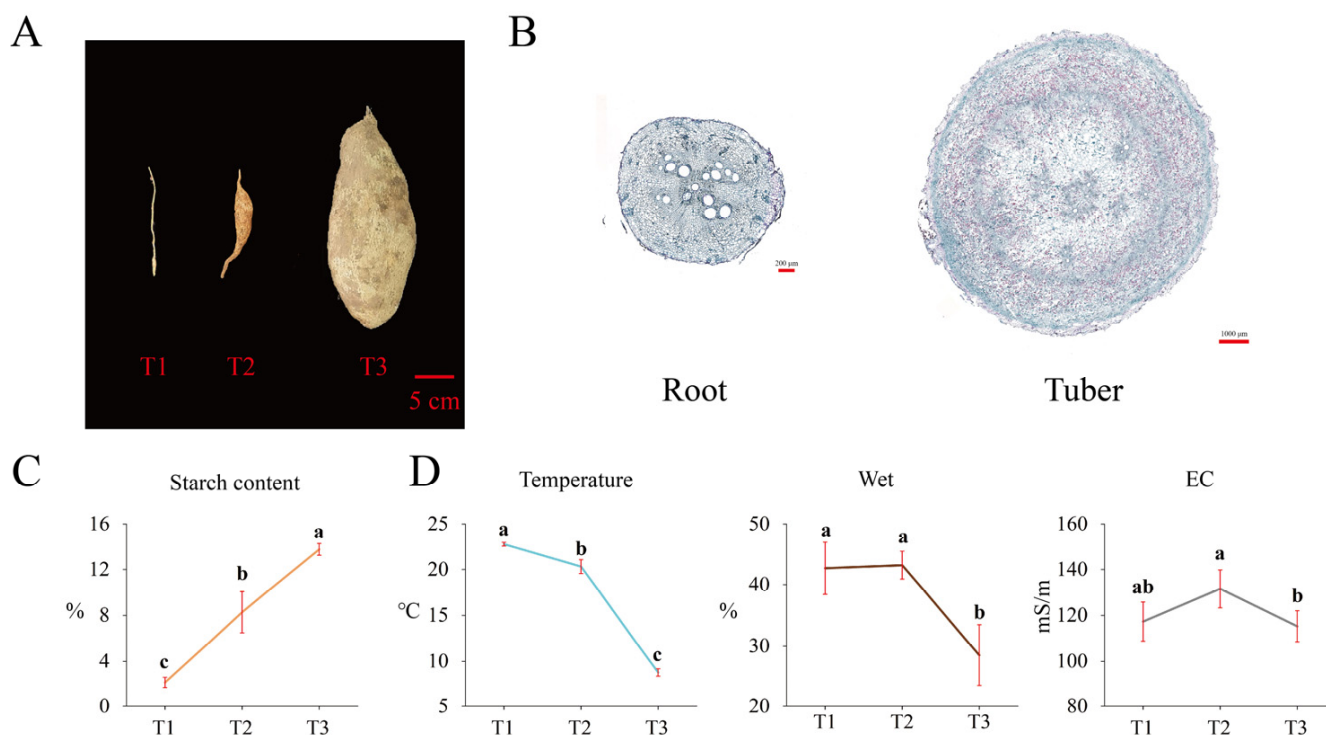 A
B
T1 T2 T3
5 cm
200 μm
1000 μm
Root
Tuber
C
Starch content
%
16
12
8
4
0
c
b
a
T1 T2 T3
D
Temperature
℃
25
20
15
10
5
a
b
c
T1 T2 T3
Wet
%
50
40
30
20
a
a
b
T1 T2 T3
EC
mS/m
160
140
120
100
80
ab
a
b
T1 T2 T3